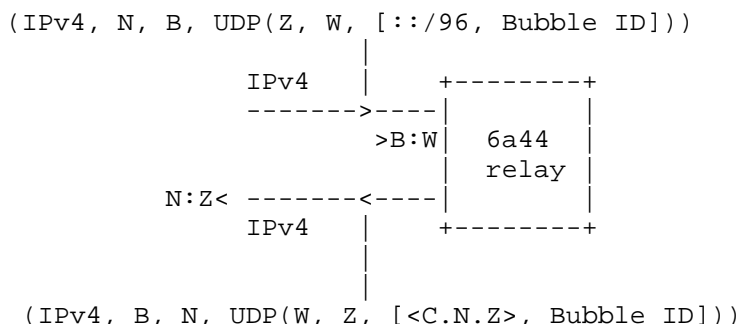 (IPv4, N, B, UDP(Z, W, [::/96, Bubble ID]))
IPv4
>B:W
6a44
relay
N:Z<
IPv4
(IPv4, B, N, UDP(W, Z, [<C.N.Z>, Bubble ID]))